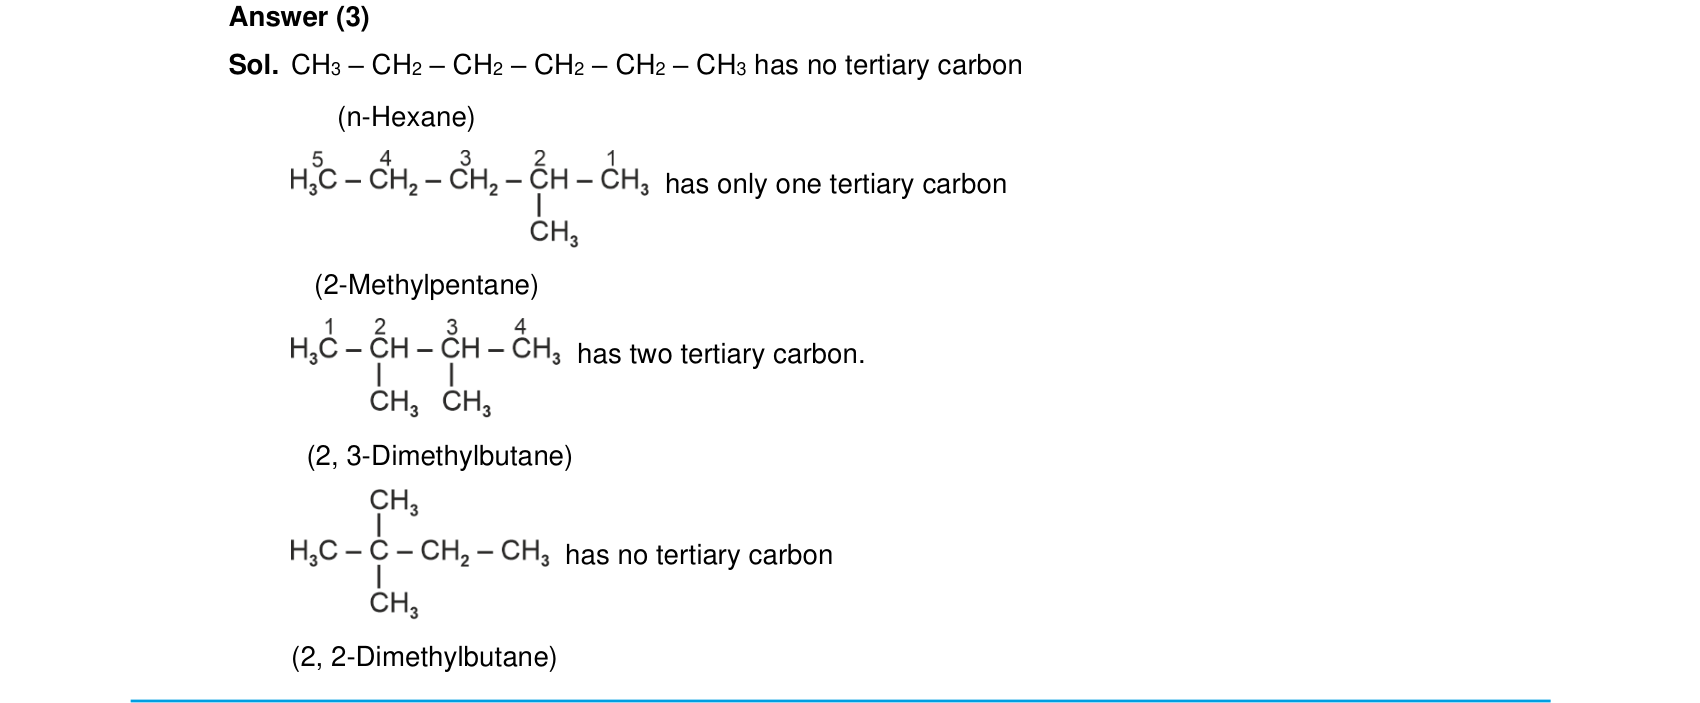 Answer (3)
Sol. CH3 – CH2 – CH2 – CH2 – CH2 – CH3 has no tertiary carbon
(n-Hexane)
5 4 3 2 1
H3C – CH2 – CH2 – CH – CH3 has only one tertiary carbon
|
CH3
(2-Methylpentane)
1 2 3 4
H3C – CH – CH – CH3 has two tertiary carbon.
| |
CH3 CH3
(2, 3-Dimethylbutane)
CH3
|
H3C – C – CH2 – CH3 has no tertiary carbon
|
CH3
(2, 2-Dimethylbutane)